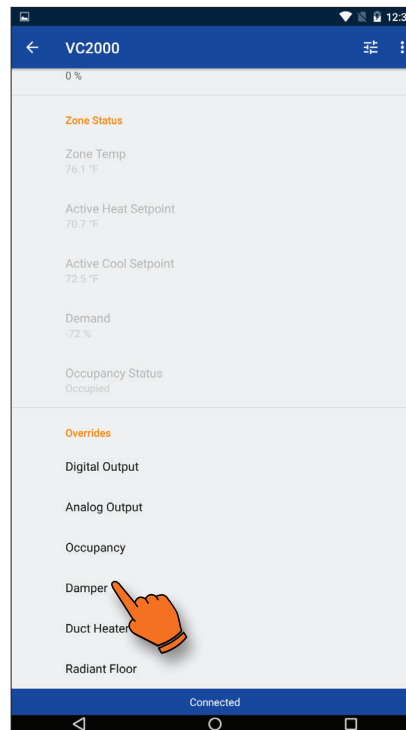 12:3
VC2000
0 %
Zone Status
Zone Temp
76.1 °F
Active Heat Setpoint
70.7 °F
Active Cool Setpoint
72.5 °F
Demand
-72 %
Occupancy Status
Occupied
Overrides
Digital Output
Analog Output
Occupancy
Damper
Duct Heater
Radiant Floor
Connected